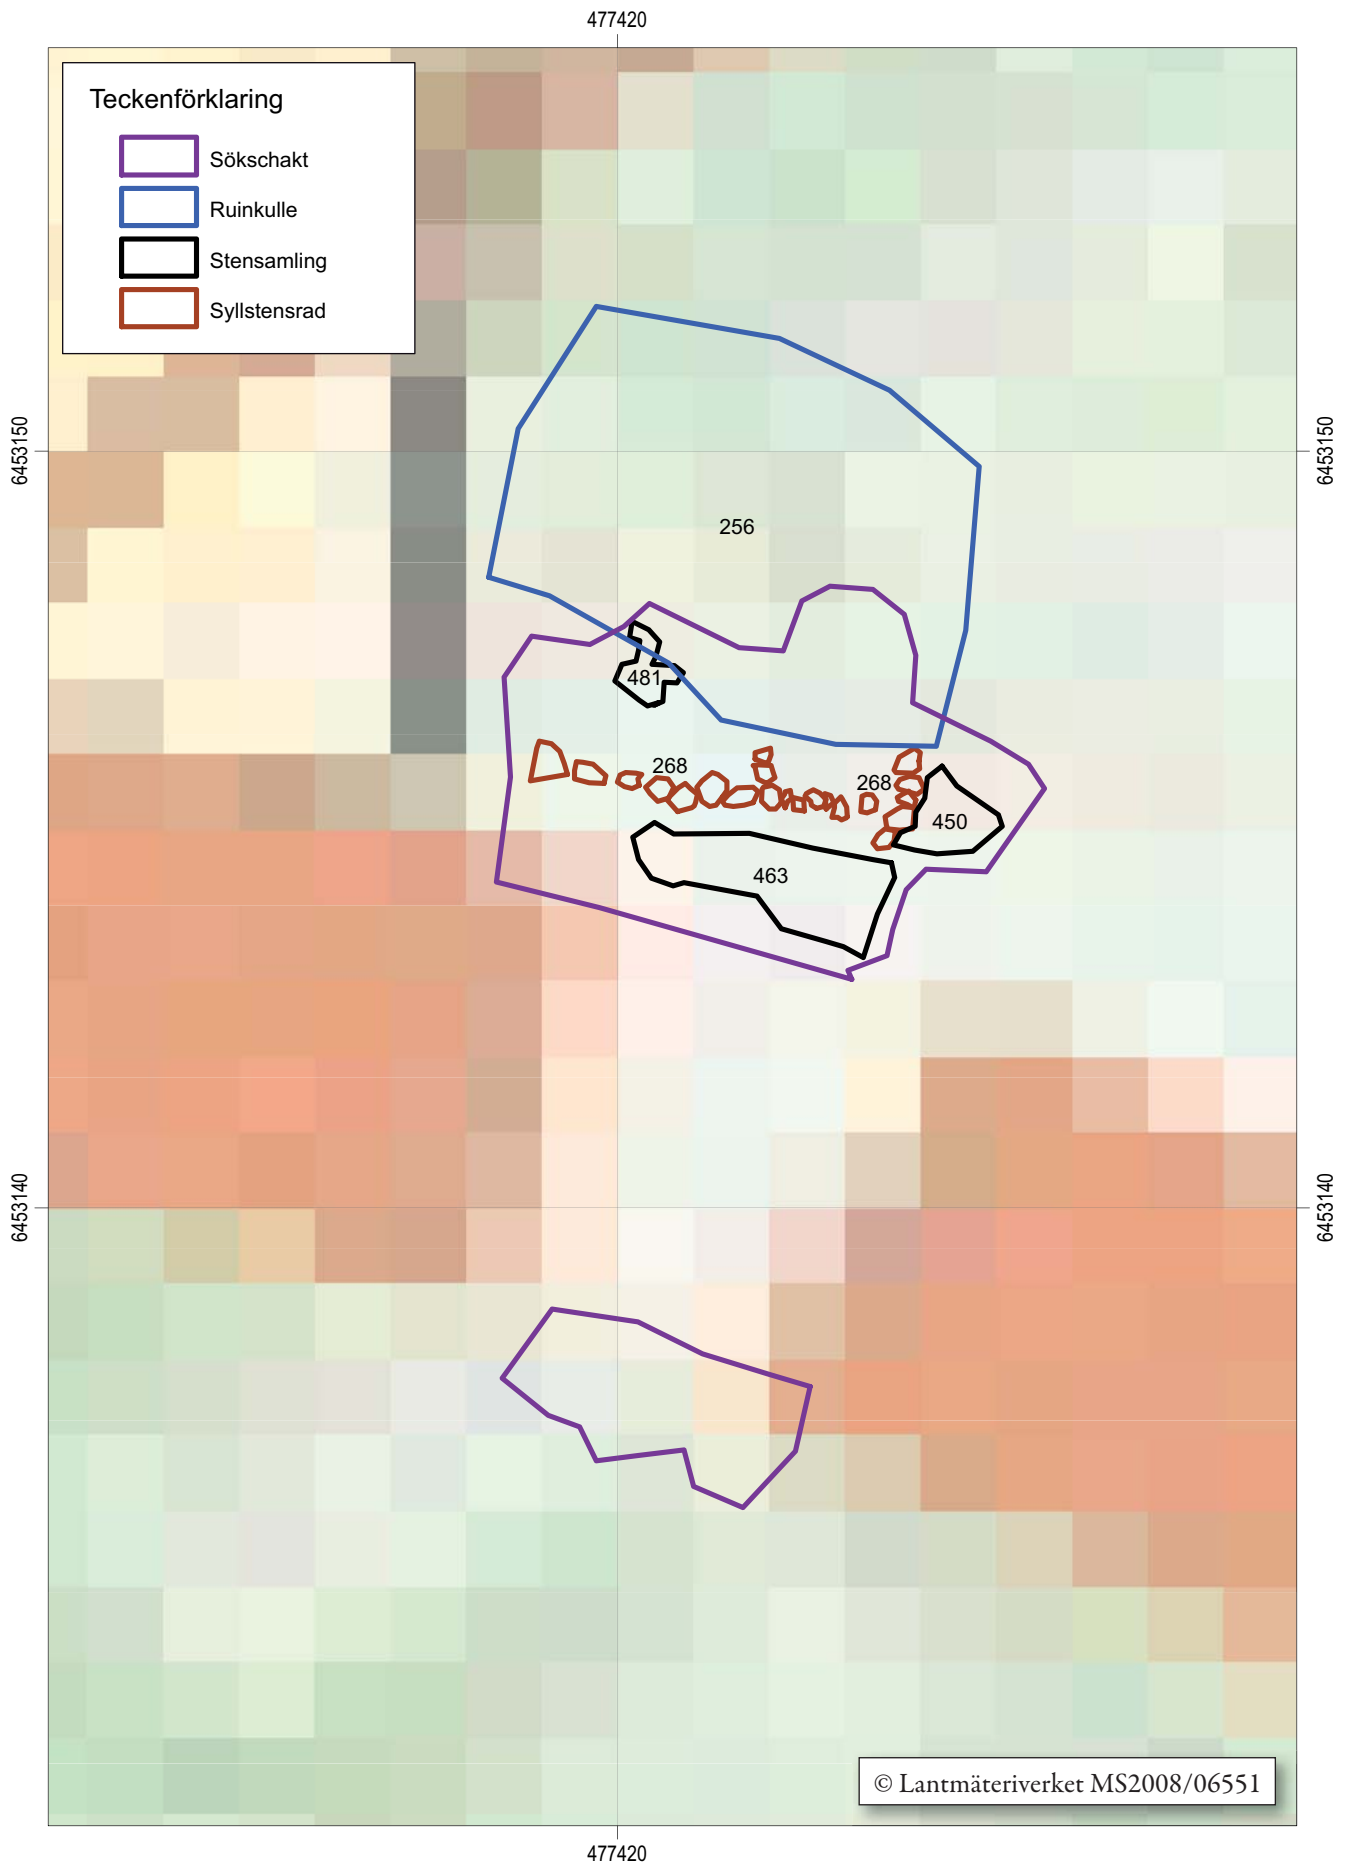 477420
Teckenförklaring
Sökschakt
Ruinkulle
Stensamling
Syllstensrad
6453150
6453150
256
481
268
268
450
463
6453140
6453140
© Lantmäteriverket MS2008/06551
477420